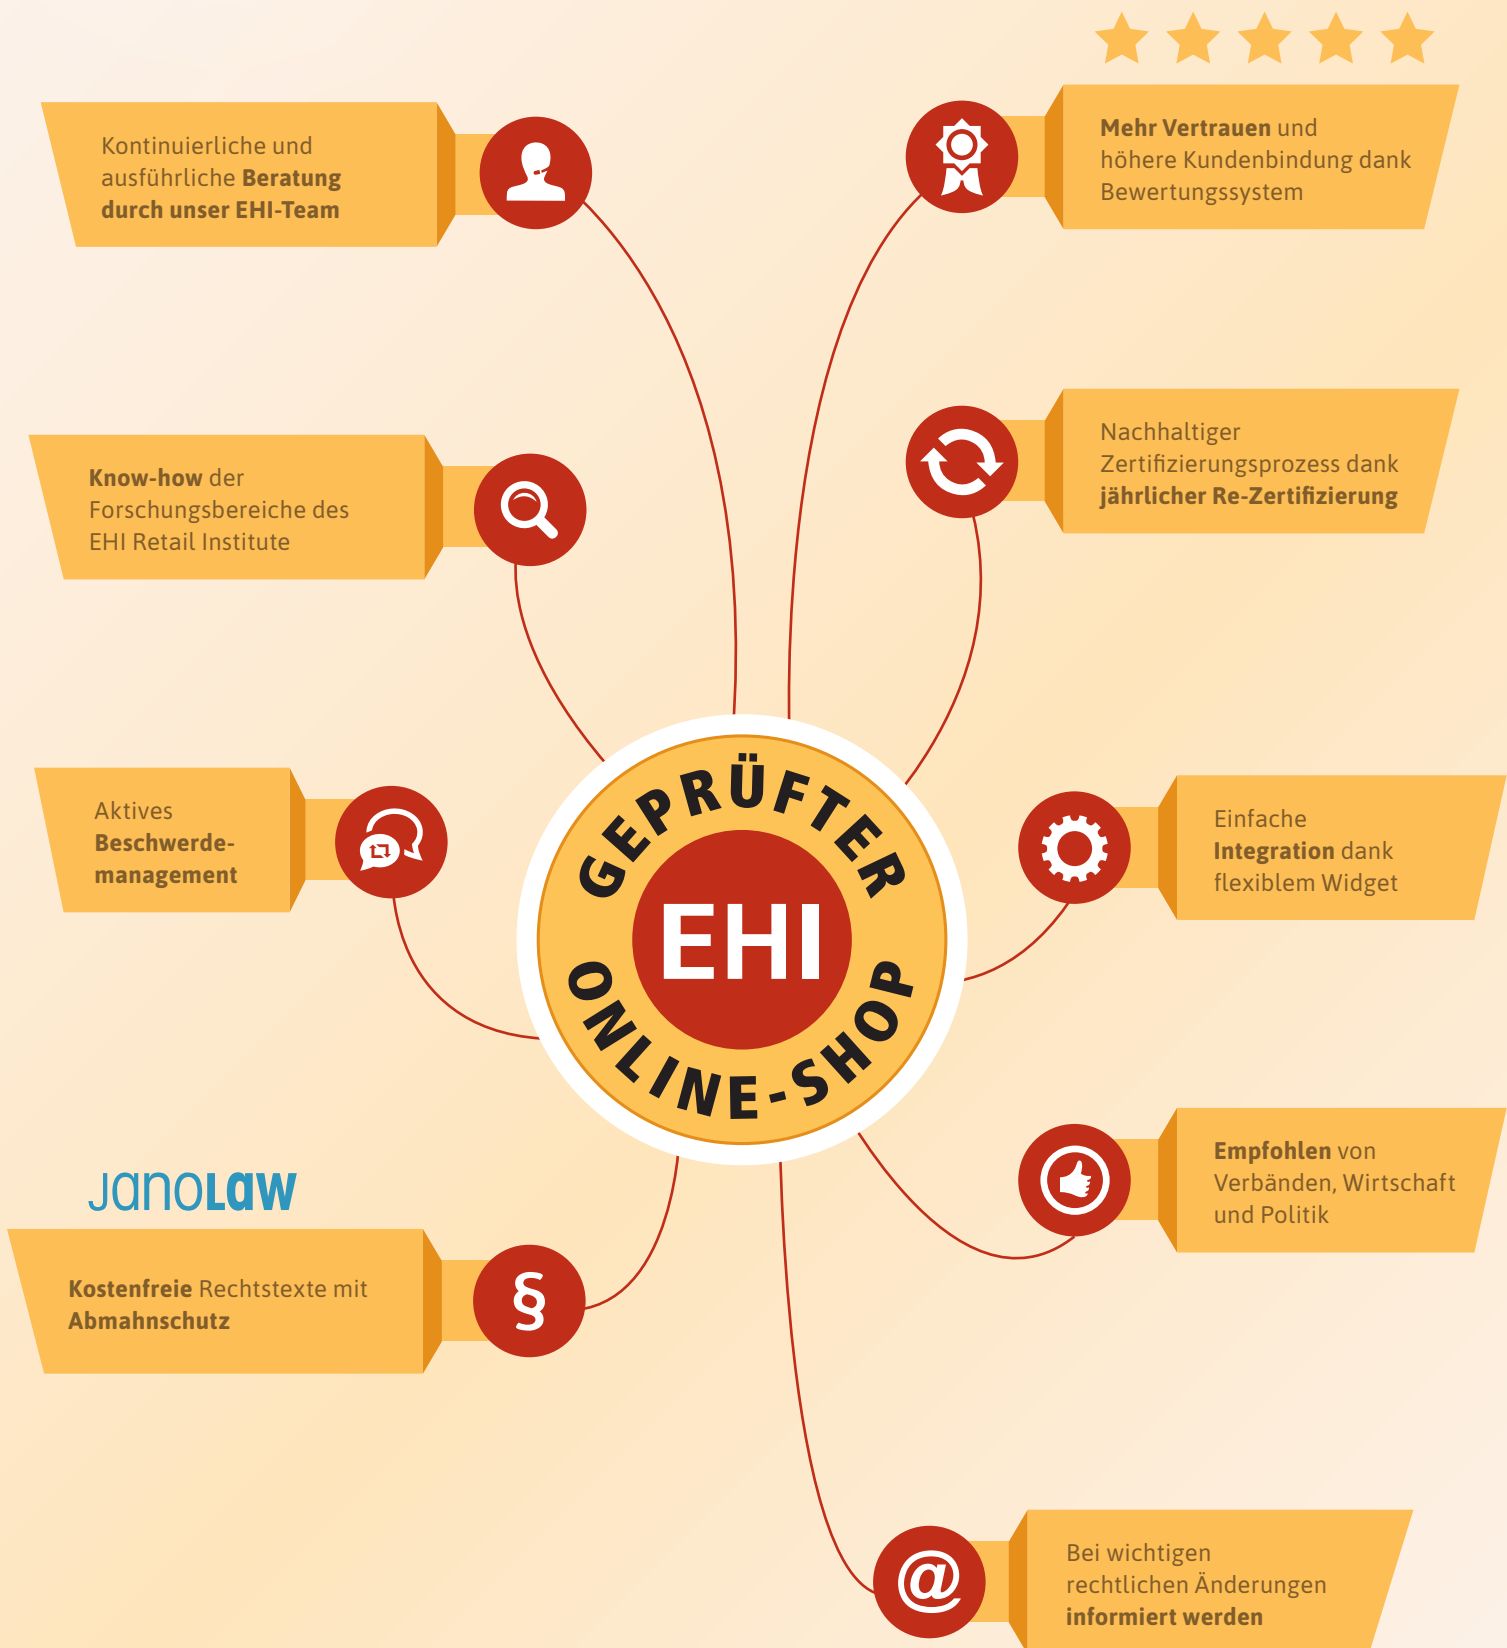 Kontinuierliche und
ausführliche Beratung
durch unser EHI-Team
Mehr Vertrauen und
höhere Kundenbindung dank
Bewertungssystem
Know-how der
Forschungsbereiche des
EHI Retail Institute
Nachhaltiger
Zertifizierungsprozess dank
jährlicher Re-Zertifizierung
Aktives
Beschwerde-
management
Einfache
Integration dank
flexiblem Widget
GEPRÜFTER
EHI
ONLINE-SHOP
Empfohlen von
Verbänden, Wirtschaft
und Politik
janoLaw
Kostenfreie Rechtstexte mit
Abmahnschutz
§
@
Bei wichtigen
rechtlichen Änderungen
informiert werden